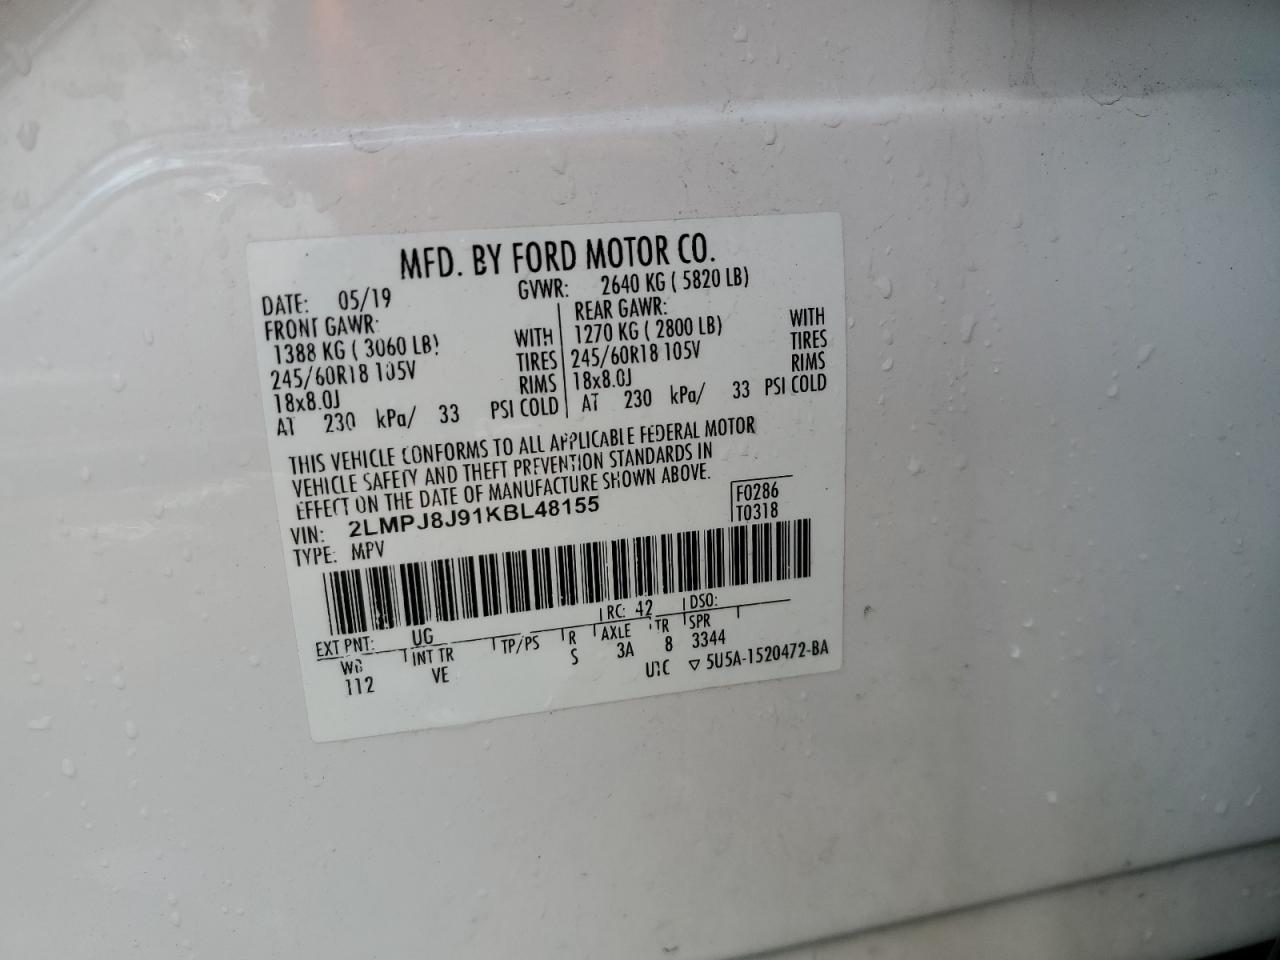 MFD. BY FORD MOTOR CO.
DATE: 05/19 GVWR: 2640 KG ( 5820 LB)
FRONT GAWR: REAR GAWR:
1388 KG ( 3060 LB) WITH 1270 KG ( 2800 LB) WITH
245/60R18 105V TIRES 245/60R18 105V TIRES
18x8.0J RIMS 18x8.0J RIMS
AT 230 kPa/ 33 PSI COLD AT 230 kPa/ 33 PSI COLD
THIS VEHICLE CONFORMS TO ALL APPLICABLE FEDERAL MOTOR
VEHICLE SAFETY AND THEFT PREVENTION STANDARDS IN
EFFECT ON THE DATE OF MANUFACTURE SHOWN ABOVE.
VIN: 2LMPJ8J91KBL48155 F0286
TYPE: MPV T0318
EXT PNT: UG RC: 42 DSO:
WB INT TR TP/PS R AXLE TR SPR
112 VE S 3A 8 3344
UTC ▽ 5U5A-1520472-BA